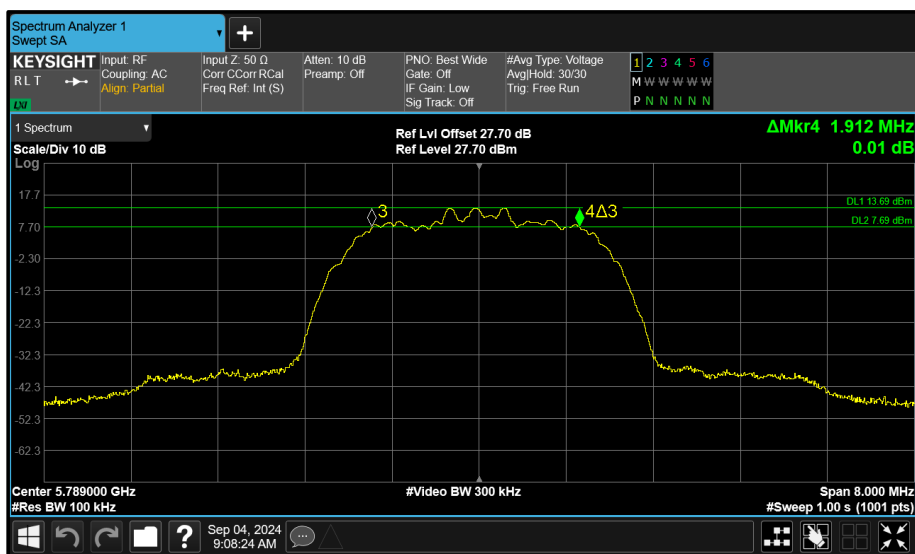 Spectrum Analyzer 1
Swept SA
KEYSIGHT
RLT
LXI
Input: RF
Coupling: AC
Align: Partial
Input Z: 50 Ω
Corr CCorr RCal
Freq Ref: Int (S)
Atten: 10 dB
Preamp: Off
PNO: Best Wide
Gate: Off
IF Gain: Low
Sig Track: Off
#Avg Type: Voltage
Avg|Hold: 30/30
Trig: Free Run
1 2 3 4 5 6
M W W W W W
P N N N N N
1 Spectrum
Scale/Div 10 dB
Log
Ref Lvl Offset 27.70 dB
Ref Level 27.70 dBm
ΔMkr4 1.912 MHz
0.01 dB
17.7
DL1 13.69 dBm
3
4Δ3
DL2 7.69 dBm
7.70
-2.30
-12.3
-22.3
-32.3
-42.3
-52.3
-62.3
Center 5.789000 GHz
#Video BW 300 kHz
Span 8.000 MHz
#Res BW 100 kHz
#Sweep 1.00 s (1001 pts)
?
Sep 04, 2024
9:08:24 AM